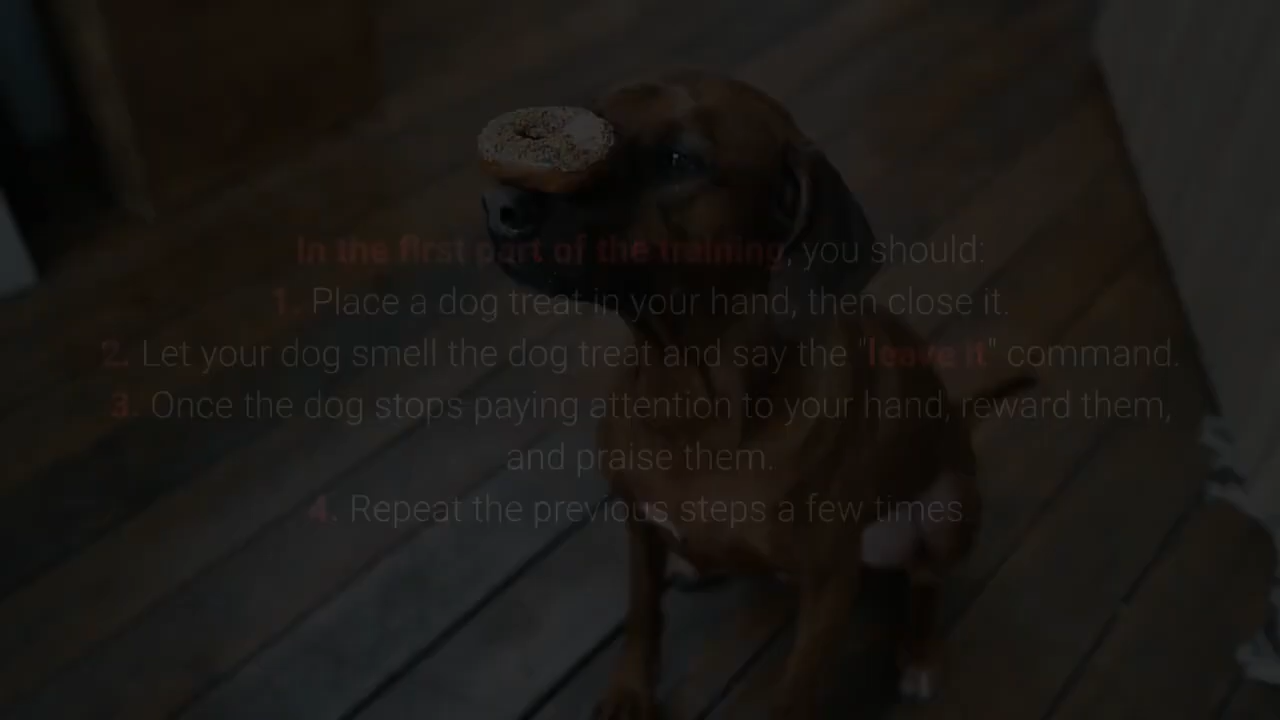 In the first part of the training, you should:
1. Place a dog treat in your hand, then close it.
2. Let your dog smell the dog treat and say the "leave it" command.
3. Once the dog stops paying attention to your hand, reward them,
and praise them.
4. Repeat the previous steps a few times